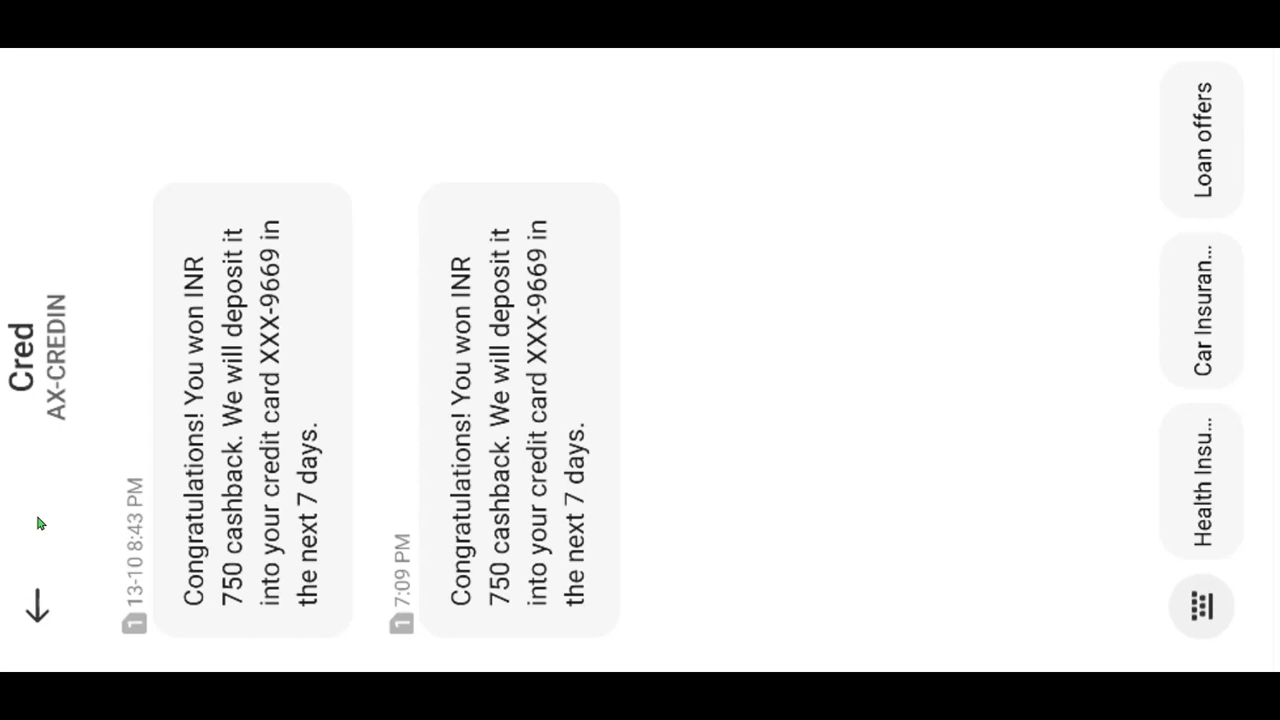 Cred
AX-CREDIN
1 13-10 8:43 PM
Congratulations! You won INR
750 cashback. We will deposit it
into your credit card XXX-9669 in
the next 7 days.
1 7:09 PM
Congratulations! You won INR
750 cashback. We will deposit it
into your credit card XXX-9669 in
the next 7 days.
Health Insu...
Car Insuran...
Loan offers